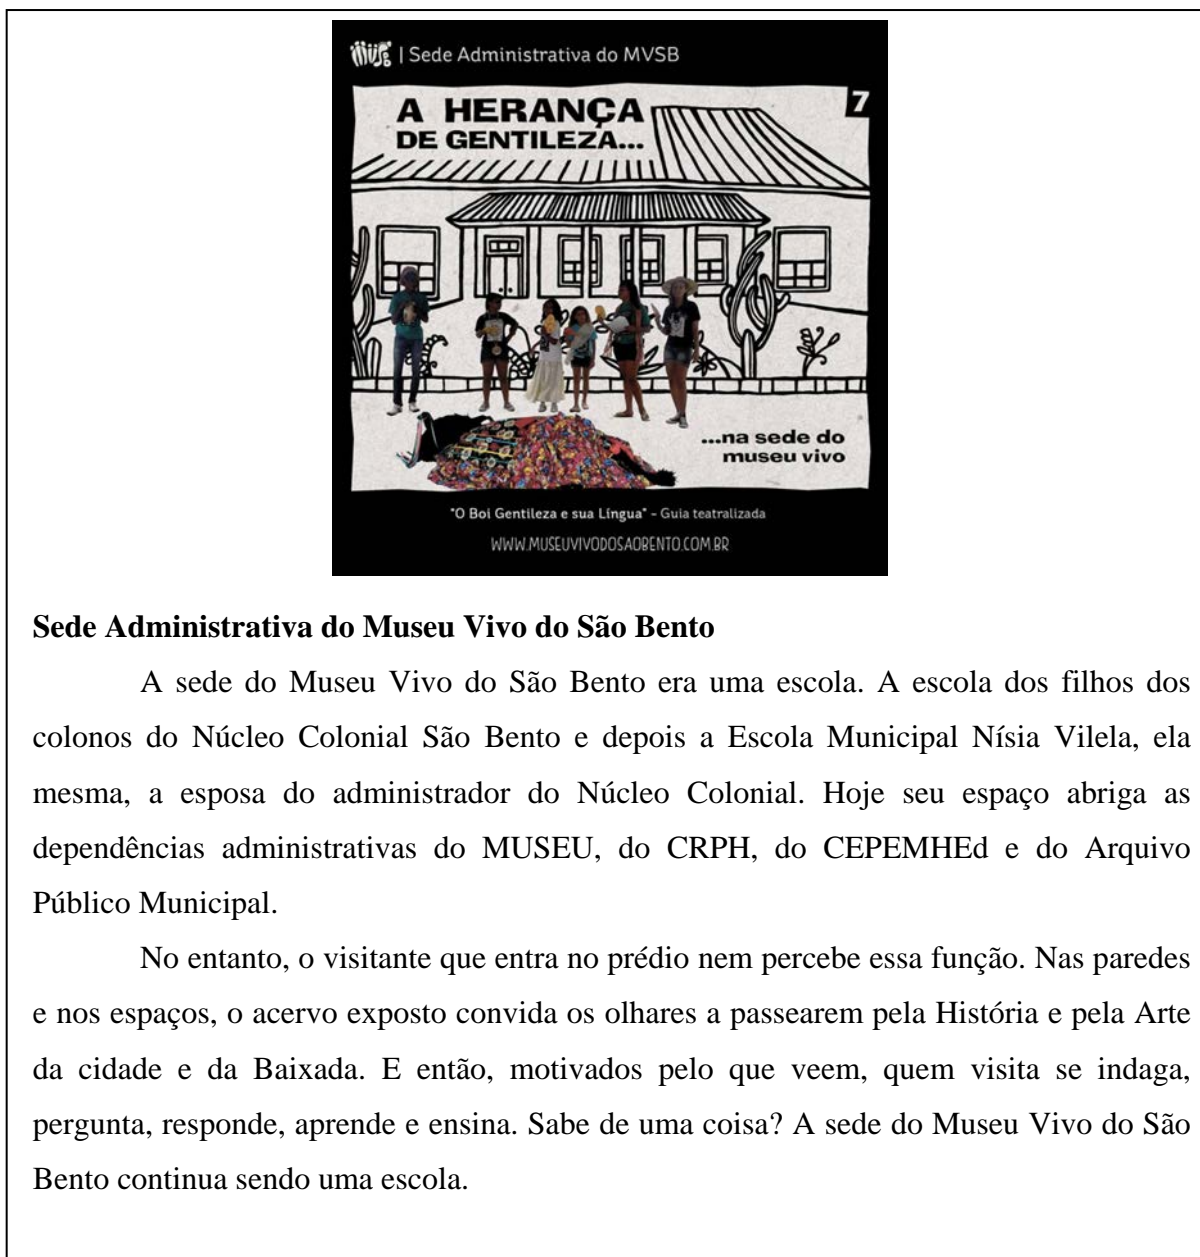 MVSB | Sede Administrativa do MVSB
7
A HERANÇA
DE GENTILEZA...
...na sede do
museu vivo
"O Boi Gentileza e sua Língua" - Guia teatralizada
WWW.MUSEUVIVODOSAOBENTO.COM.BR
Sede Administrativa do Museu Vivo do São Bento
A sede do Museu Vivo do São Bento era uma escola. A escola dos filhos dos
colonos do Núcleo Colonial São Bento e depois a Escola Municipal Nísia Vilela, ela
mesma, a esposa do administrador do Núcleo Colonial. Hoje seu espaço abriga as
dependências administrativas do MUSEU, do CRPH, do CEPEMHEd e do Arquivo
Público Municipal.
No entanto, o visitante que entra no prédio nem percebe essa função. Nas paredes
e nos espaços, o acervo exposto convida os olhares a passearem pela História e pela Arte
da cidade e da Baixada. E então, motivados pelo que veem, quem visita se indaga,
pergunta, responde, aprende e ensina. Sabe de uma coisa? A sede do Museu Vivo do São
Bento continua sendo uma escola.